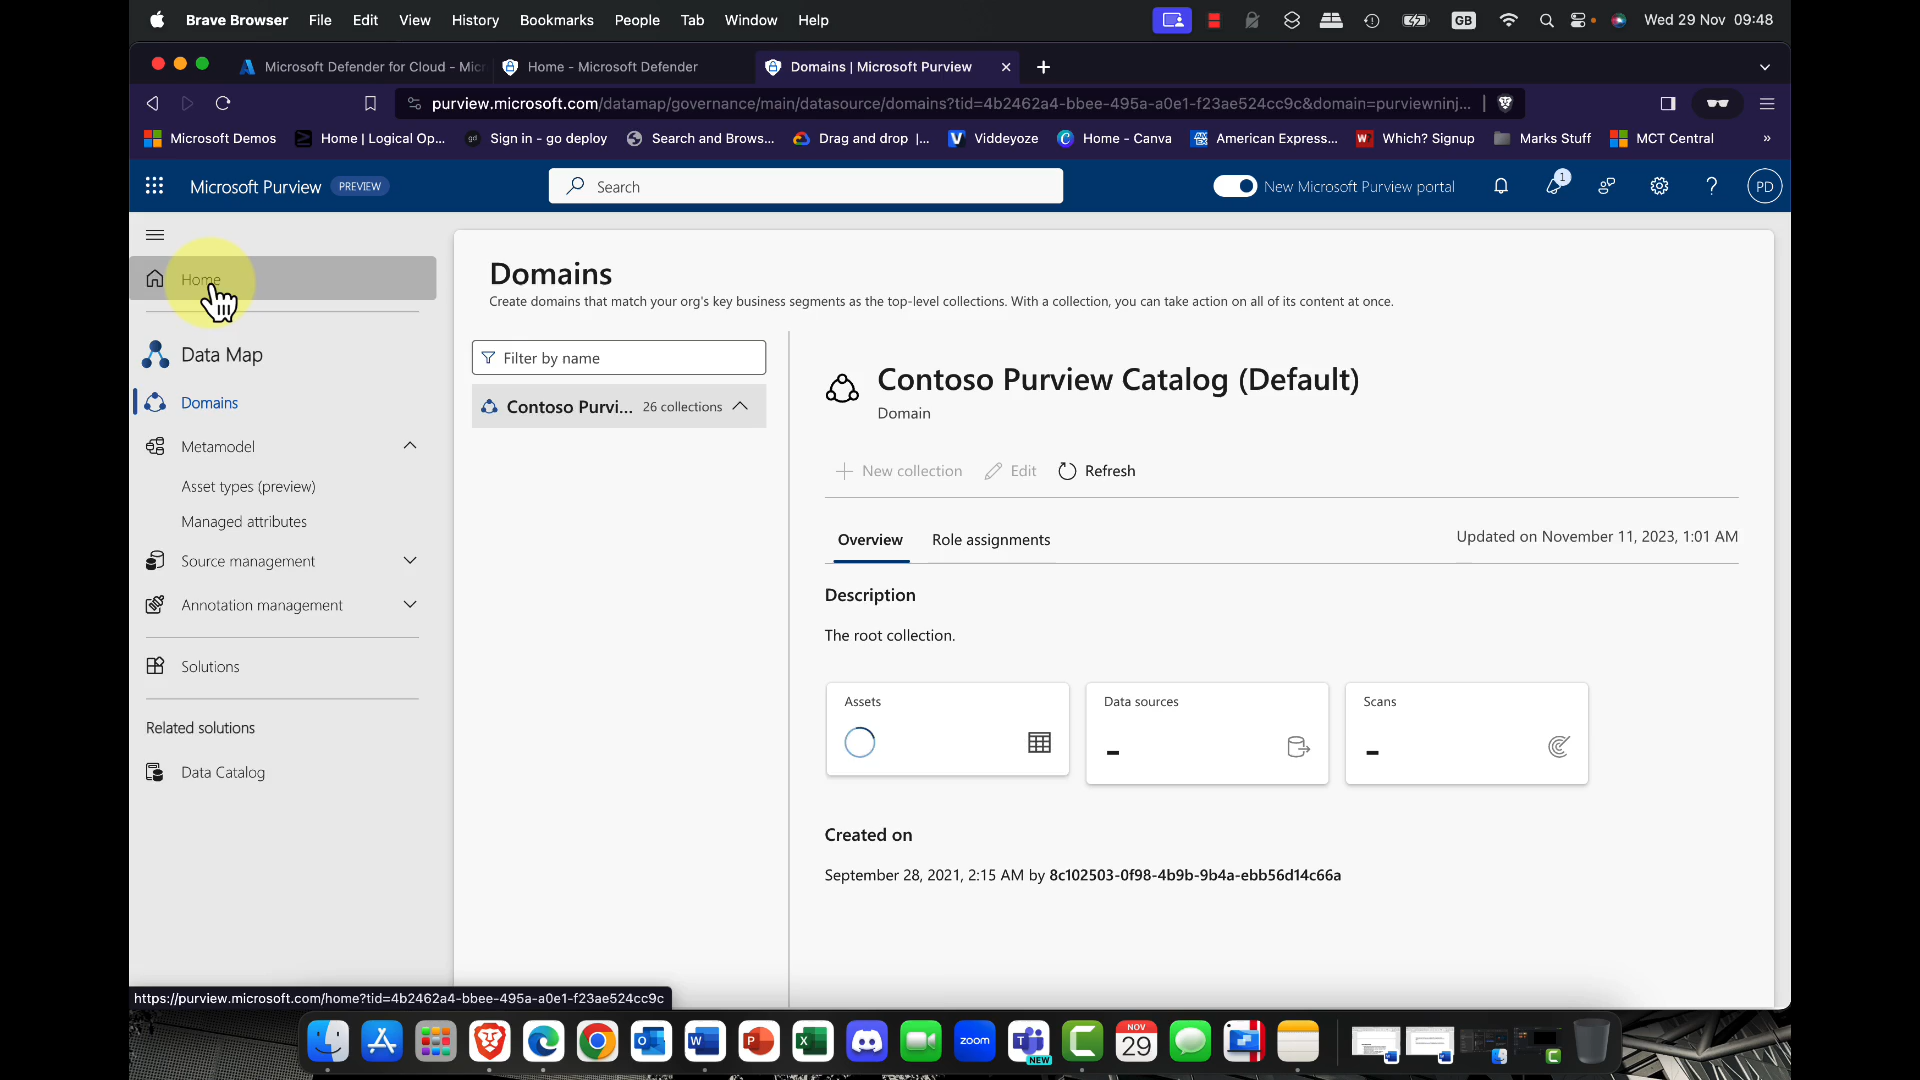 Brave Browser File Edit View History Bookmarks People Tab Window Help GB Wed 29 Nov 09:48
Microsoft Defender for Cloud - Micr Home - Microsoft Defender Domains | Microsoft Purview
purview.microsoft.com/datamap/governance/main/datasource/domains?tid=4b2462a4-bbee-495a-a0e1-f23ae524cc9c&domain=purviewninj...
Microsoft Demos Home | Logical Op... gd Sign in - go deploy Search and Brows... Drag and drop |... Viddeyoze Home - Canva American Express... Which? Signup Marks Stuff MCT Central »
Microsoft Purview PREVIEW Search New Microsoft Purview portal 1 ? PD
Home
Data Map
Domains
Metamodel
Asset types (preview)
Managed attributes
Source management
Annotation management
Solutions
Related solutions
Data Catalog
Domains
Create domains that match your org's key business segments as the top-level collections. With a collection, you can take action on all of its content at once.
Filter by name
Contoso Purvi... 26 collections
Contoso Purview Catalog (Default)
Domain
New collection Edit Refresh
Overview Role assignments Updated on November 11, 2023, 1:01 AM
Description
The root collection.
Assets Data sources Scans
- -
Created on
September 28, 2021, 2:15 AM by 8c102503-0f98-4b9b-9b4a-ebb56d14c66a
https://purview.microsoft.com/home?tid=4b2462a4-bbee-495a-a0e1-f23ae524cc9c
O W P X zoom T NEW C NOV 29